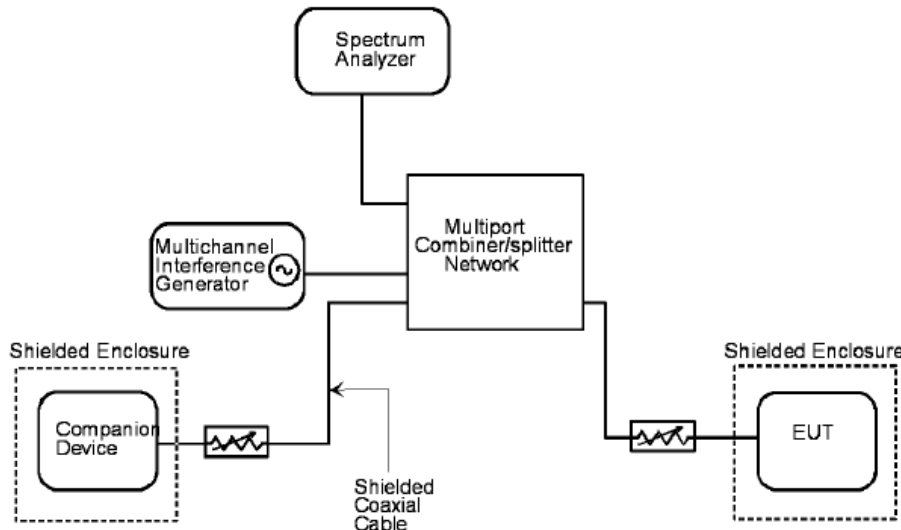 Spectrum
Analyzer
Multiport
Combiner/splitter
Network
Multichannel
Interference
Generator
Shielded Enclosure
Companion
Device
Shielded
Coaxial
Cable
Shielded Enclosure
EUT